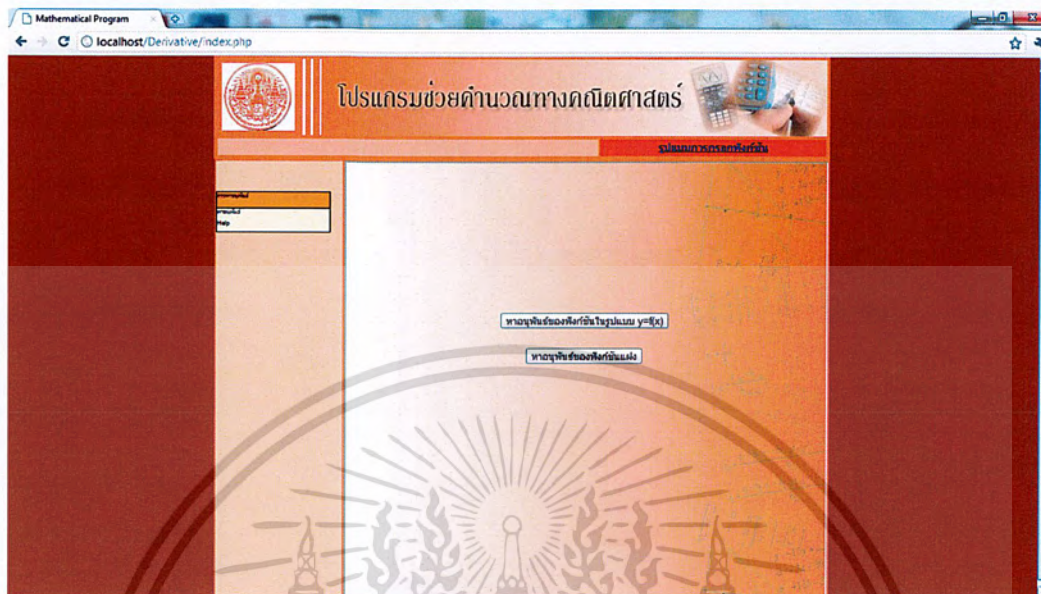 Mathematical Program
localhost/Derivative/index.php
โปรแกรมช่วยคำนวณทางคณิตศาสตร์
รูปแบบการกรอกฟังก์ชัน
Help
หาอนุพันธ์ของฟังก์ชันในรูปแบบ y=f(x)
หาอนุพันธ์ของฟังก์ชันแฝง